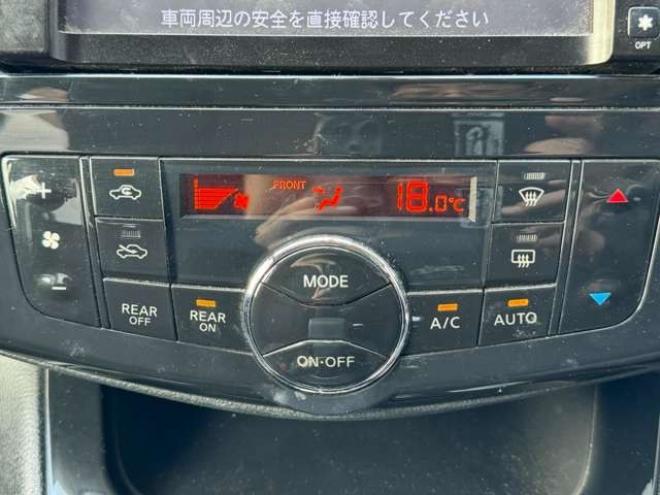 車両周辺の安全を直接確認してください
OPT
FRONT
18.0℃
MODE
REAR
OFF
REAR
ON
A/C
AUTO
ON·OFF